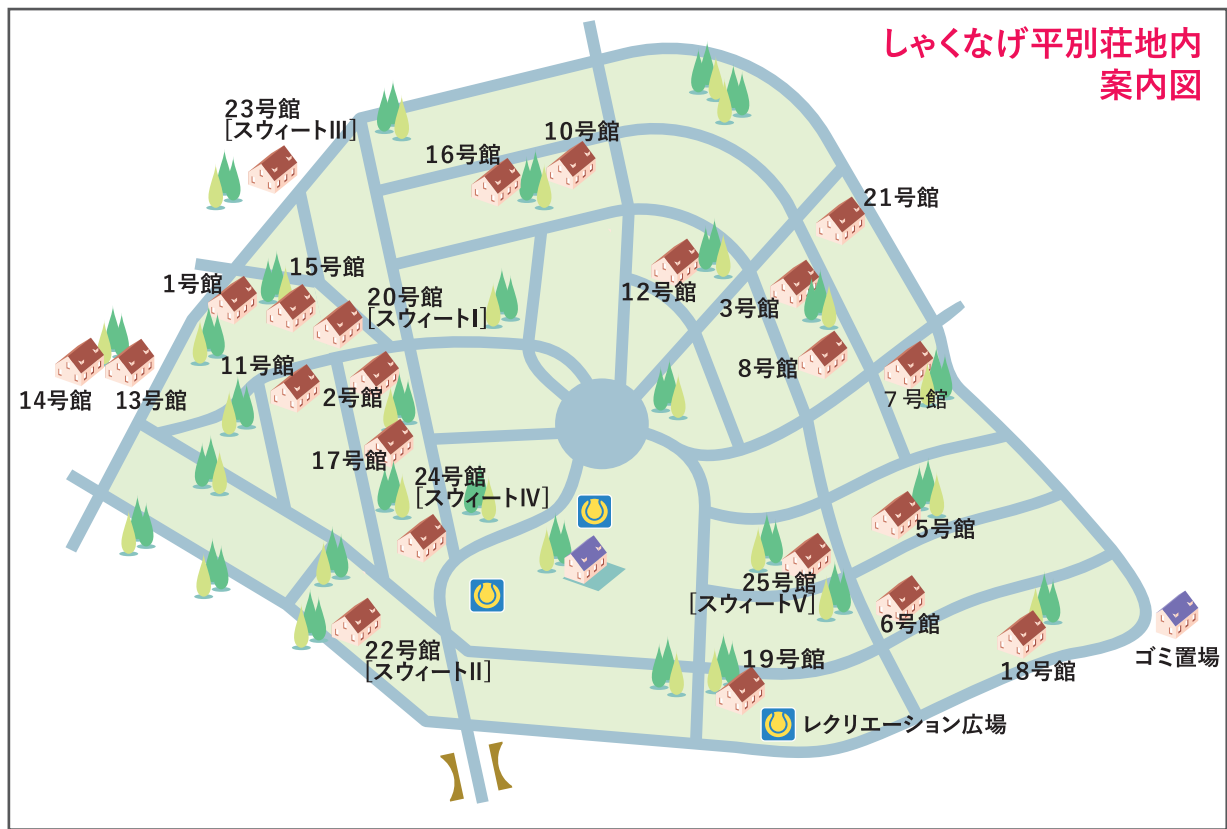 しゃくなげ平別荘地内
案内図
23号館
[スウィートIII]
16号館
10号館
21号館
1号館
15号館
20号館
[スウィートI]
12号館
3号館
8号館
7号館
14号館
13号館
11号館
2号館
17号館
24号館
[スウィートIV]
5号館
25号館
[スウィートV]
6号館
22号館
[スウィートII]
19号館
18号館
ゴミ置場
レクリエーション広場